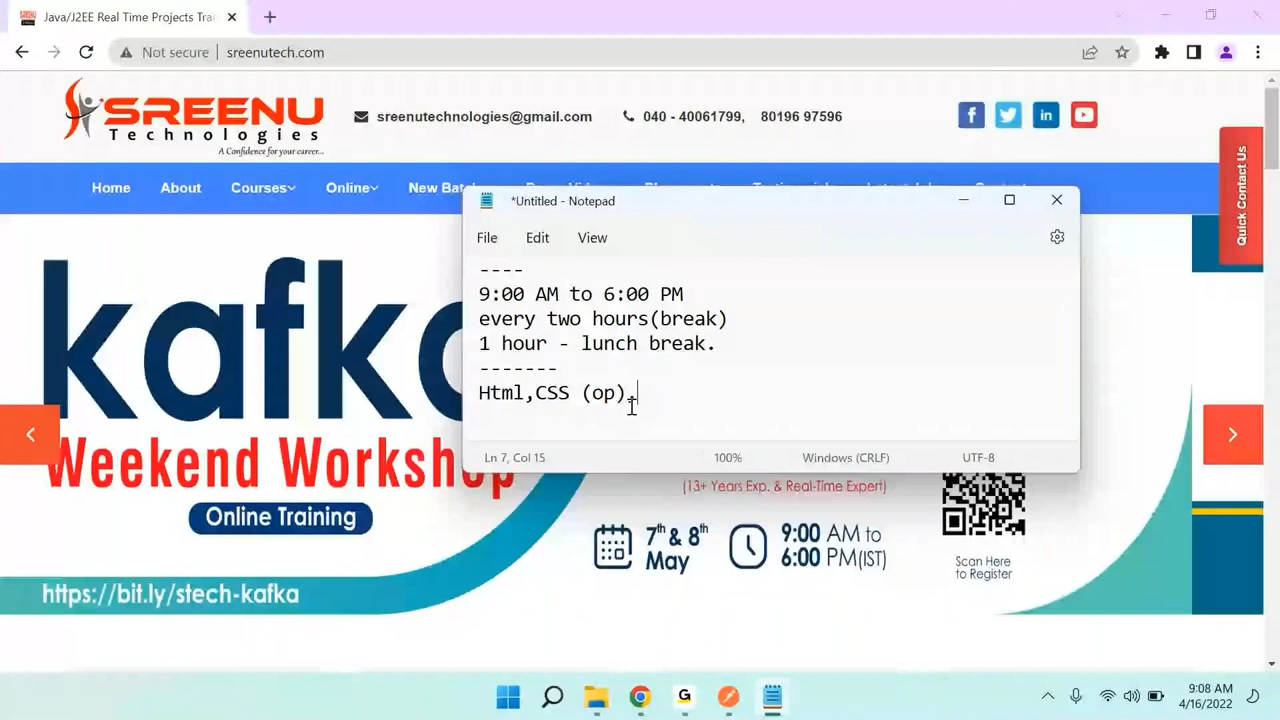 Java/J2EE Real Time Projects Trai
Not secure
sreenutech.com
SREENU
Technologies
A Confidence for your career...
sreenutechnologies@gmail.com
040 - 40061799, 80196 97596
Quick Contact Us
Home
About
Courses
Online
New Batc
*Untitled - Notepad
File
Edit
View
----
9:00 AM to 6:00 PM
every two hours(break)
1 hour - lunch break.
-------
Html,CSS (op),
Ln 7, Col 15
100%
Windows (CRLF)
UTF-8
kafka
Weekend Workshop
Online Training
https://bit.ly/stech-kafka
(13+ Years Exp. & Real-Time Expert)
7th & 8th
May
9:00 AM to
6:00 PM(IST)
Scan Here
to Register
G
9:08 AM
4/16/2022